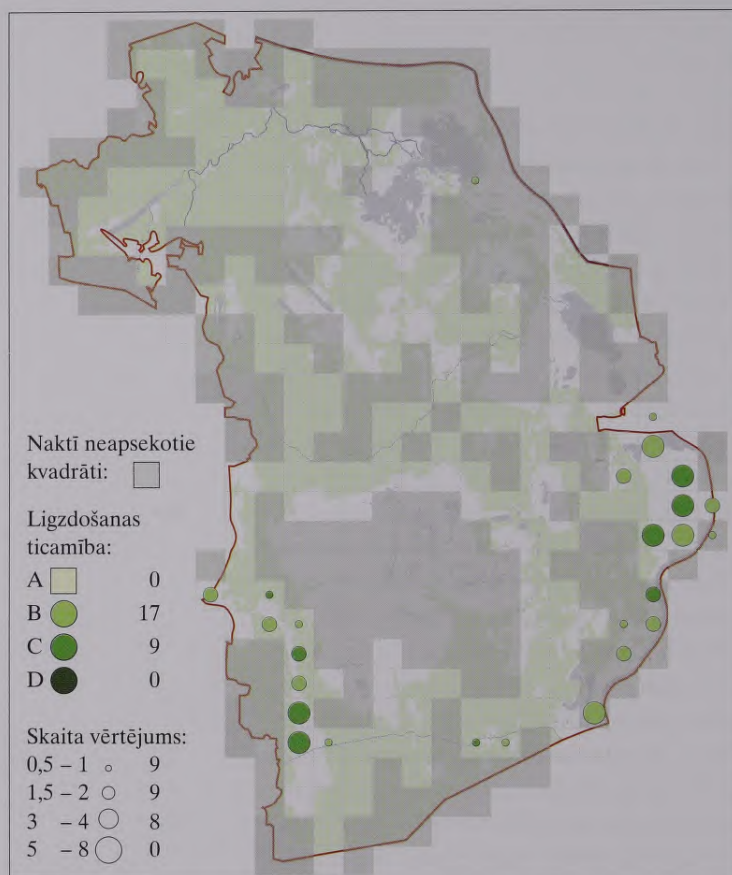 Naktī neapsekotie
kvadrāti:
Ligzdošanas
ticamība:
A 0
B 17
C 9
D 0
Skaita vērtējums:
0,5 – 1 9
1,5 – 2 9
3 – 4 8
5 – 8 0